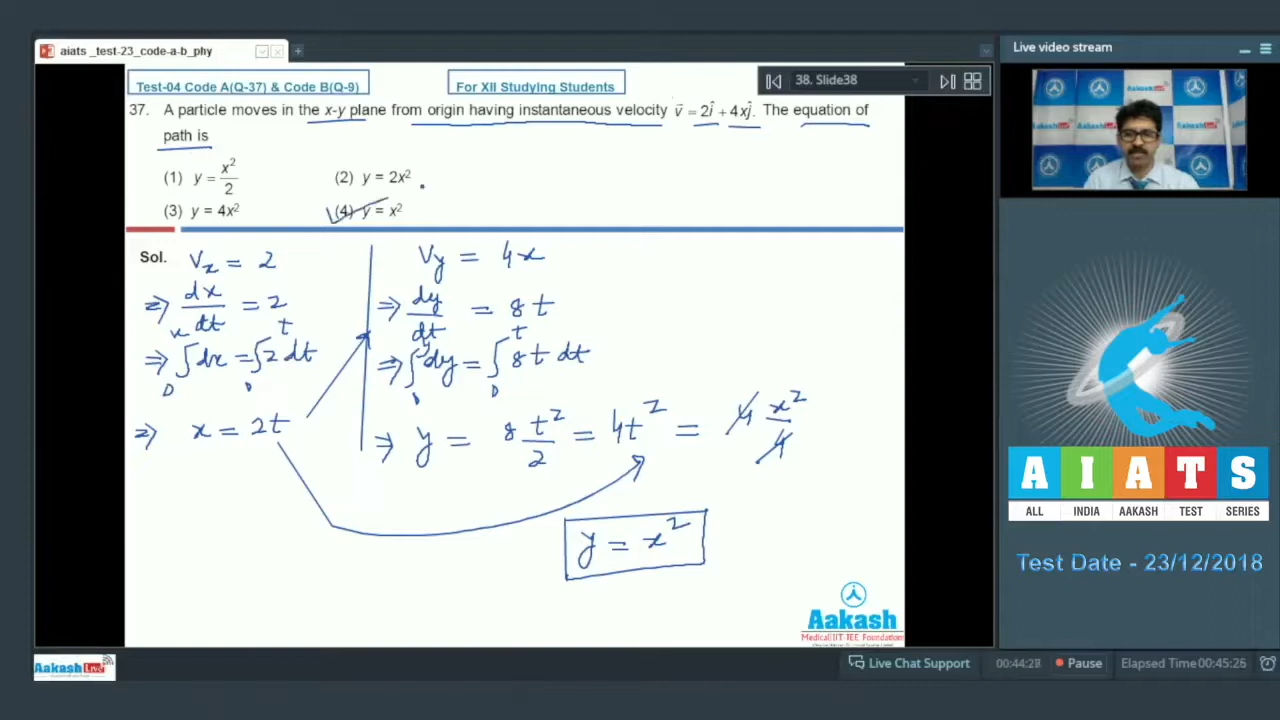 aiats _test-23_code-a-b_phy
Live video stream
Test-04 Code A(Q-37) & Code B(Q-9)
For XII Studying Students
38. Slide38
37. A particle moves in the x-y plane from origin having instantaneous velocity v⃗ = 2î + 4xĵ. The equation of
path is
(1) y = x²/2
(2) y = 2x²
(3) y = 4x²
(4) y = x²
Sol.
Vx = 2
⇒ dx/dt = 2
⇒ ∫₀ˣ dx = ∫₀ᵗ 2 dt
⇒ x = 2t
Vy = 4x
⇒ dy/dt = 8t
⇒ ∫₀ʸ dy = ∫₀ᵗ 8t dt
⇒ y = 8 t²/2 = 4t² = 4 x²/4
y = x²
AIATS
ALL INDIA AAKASH TEST SERIES
Test Date - 23/12/2018
Aakash
Medical|IIT-JEE|Foundations
Aakash Live
Live Chat Support
00:44:27
Pause
Elapsed Time 00:45:25